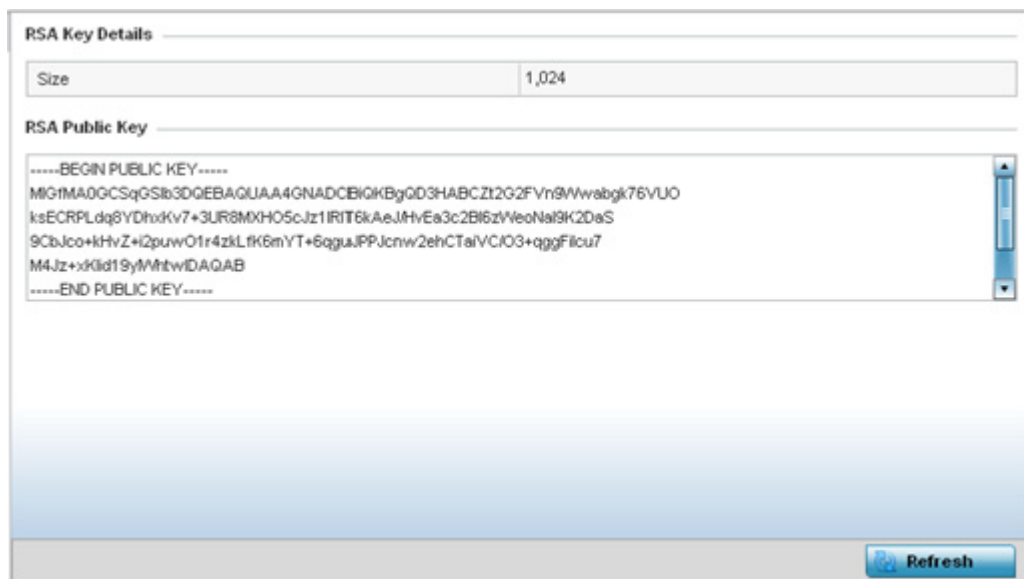 RSA Key Details
Size 1,024
RSA Public Key
-----BEGIN PUBLIC KEY-----
MIGfMA0GCSqGSIb3DQEBAQUAA4GNADCBiQKBgQD3HABCZt2G2FVn9WwabgK76VUO
ksECRPLdq8YDhxKv7+3UR8MXHO5cJz1IRIT6kAeJ/HvEa3c2Bl6zWeoNal9K2DaS
9CbJco+kHvZ+i2puwO1r4zkLfK6mYT+6qguJPPJcnw2ehCTaiVC/O3+qggFilcu7
M4Jz+xKlid19yIWhtwIDAQAB
-----END PUBLIC KEY-----
Refresh